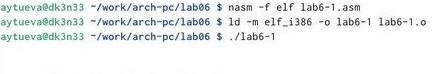 aytueva@dk3n33 ~/work/arch-pc/lab06 $ nasm -f elf lab6-1.asm
aytueva@dk3n33 ~/work/arch-pc/lab06 $ ld -m elf_i386 -o lab6-1 lab6-1.o
aytueva@dk3n33 ~/work/arch-pc/lab06 $ ./lab6-1